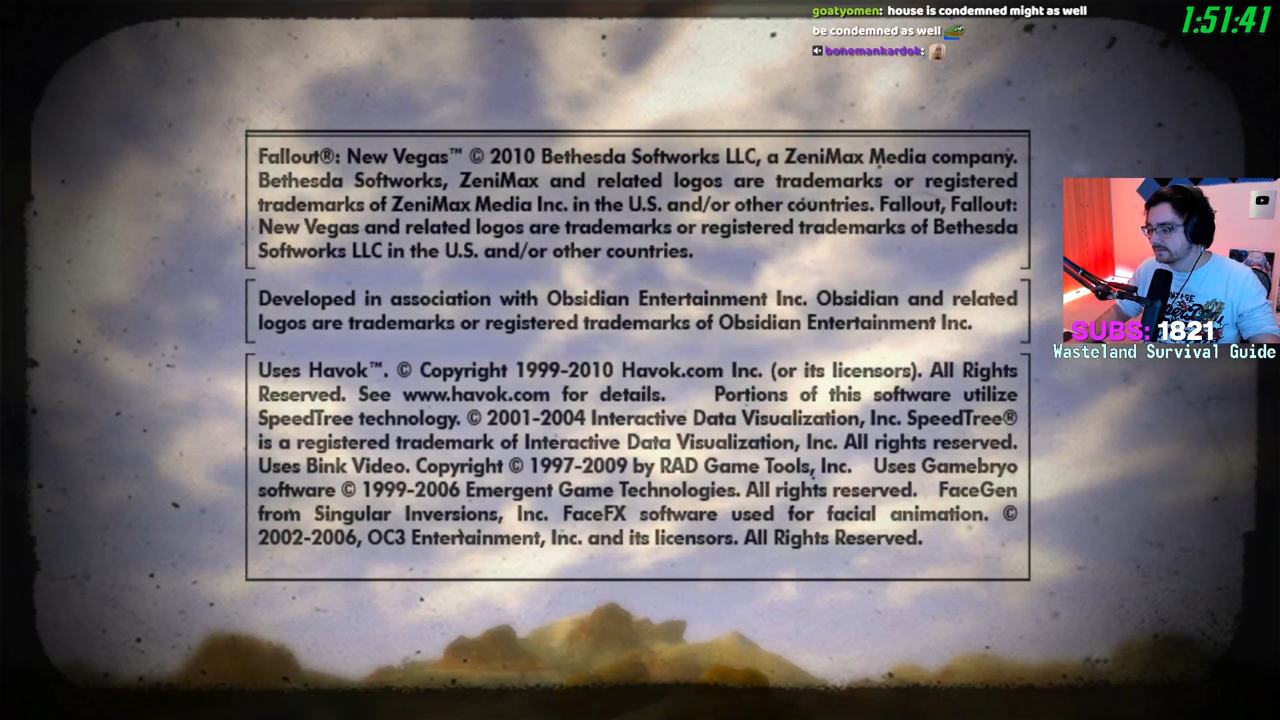 goatyomen: house is condemned might as well
be condemned as well
bonemankardok:
1:51:41
Fallout®: New Vegas™ © 2010 Bethesda Softworks LLC, a ZeniMax Media company.
Bethesda Softworks, ZeniMax and related logos are trademarks or registered
trademarks of ZeniMax Media Inc. in the U.S. and/or other countries. Fallout, Fallout:
New Vegas and related logos are trademarks or registered trademarks of Bethesda
Softworks LLC in the U.S. and/or other countries.
Developed in association with Obsidian Entertainment Inc. Obsidian and related
logos are trademarks or registered trademarks of Obsidian Entertainment Inc.
Uses Havok™. © Copyright 1999-2010 Havok.com Inc. (or its licensors). All Rights
Reserved. See www.havok.com for details. Portions of this software utilize
SpeedTree technology. © 2001-2004 Interactive Data Visualization, Inc. SpeedTree®
is a registered trademark of Interactive Data Visualization, Inc. All rights reserved.
Uses Bink Video. Copyright © 1997-2009 by RAD Game Tools, Inc. Uses Gamebryo
software © 1999-2006 Emergent Game Technologies. All rights reserved. FaceGen
from Singular Inversions, Inc. FaceFX software used for facial animation. ©
2002-2006, OC3 Entertainment, Inc. and its licensors. All Rights Reserved.
SUBS: 1821
Wasteland Survival Guide